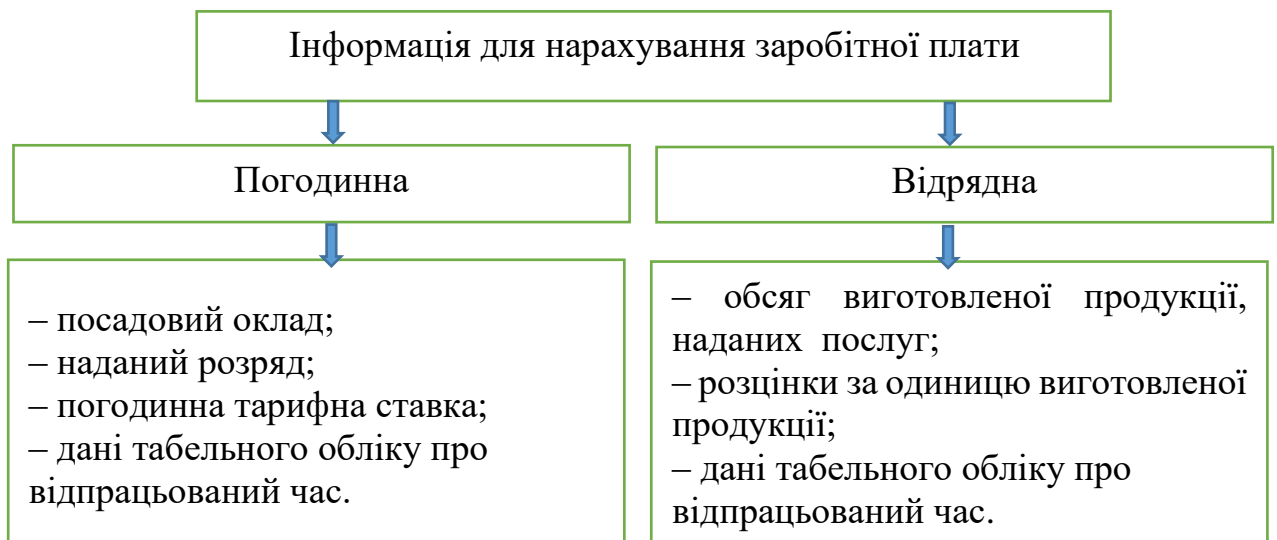 Інформація для нарахування заробітної плати
Погодинна
Відрядна
– посадовий оклад;
– наданий розряд;
– погодинна тарифна ставка;
– дані табельного обліку про
відпрацьований час.
– обсяг виготовленої продукції,
наданих послуг;
– розцінки за одиницю виготовленої
продукції;
– дані табельного обліку про
відпрацьований час.